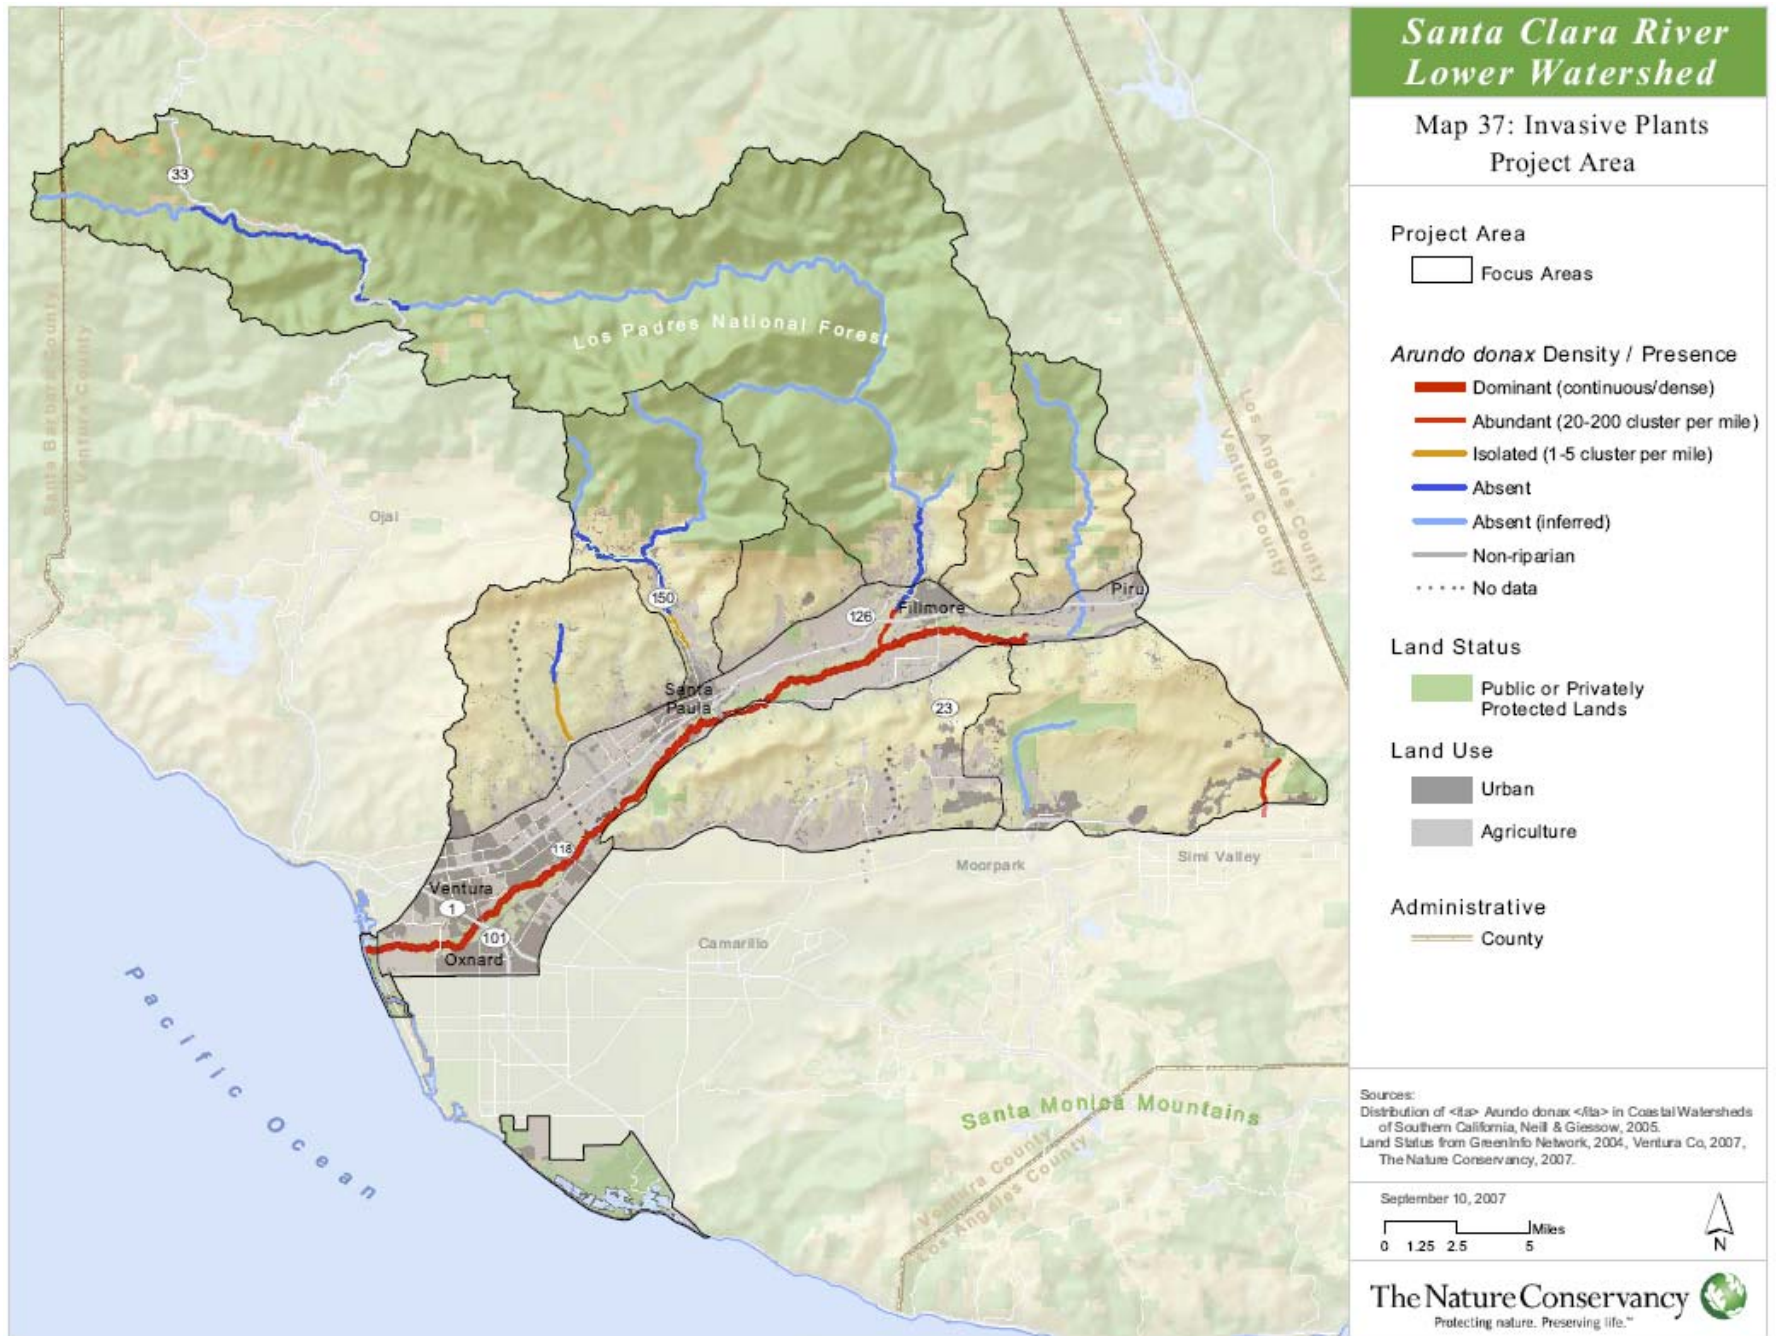 Santa Clara River
Lower Watershed
Map 37: Invasive Plants
Project Area
Project Area
Focus Areas
Arundo donax Density / Presence
Dominant (continuous/dense)
Abundant (20-200 cluster per mile)
Isolated (1-5 cluster per mile)
Absent
Absent (inferred)
Non-riparian
No data
Land Status
Public or Privately
Protected Lands
Land Use
Urban
Agriculture
Administrative
County
Sources:
Distribution of <ita> Arundo donax </ita> in Coastal Watersheds
of Southern California, Neill & Giessow, 2005.
Land Status from GreenInfo Network, 2004, Ventura Co, 2007,
The Nature Conservancy, 2007.
September 10, 2007
Miles
0 1.25 2.5 5
N
The Nature Conservancy
Protecting nature. Preserving life.™
33
Los Padres National Forest
Santa Barbara County
Ventura County
Los Angeles County
Ventura County
Ojai
150
126
Fillmore
Piru
Santa
Paula
23
118
Moorpark
Simi Valley
Ventura
1
101
Oxnard
Camarillo
Pacific Ocean
Santa Monica Mountains
Ventura County
Los Angeles County